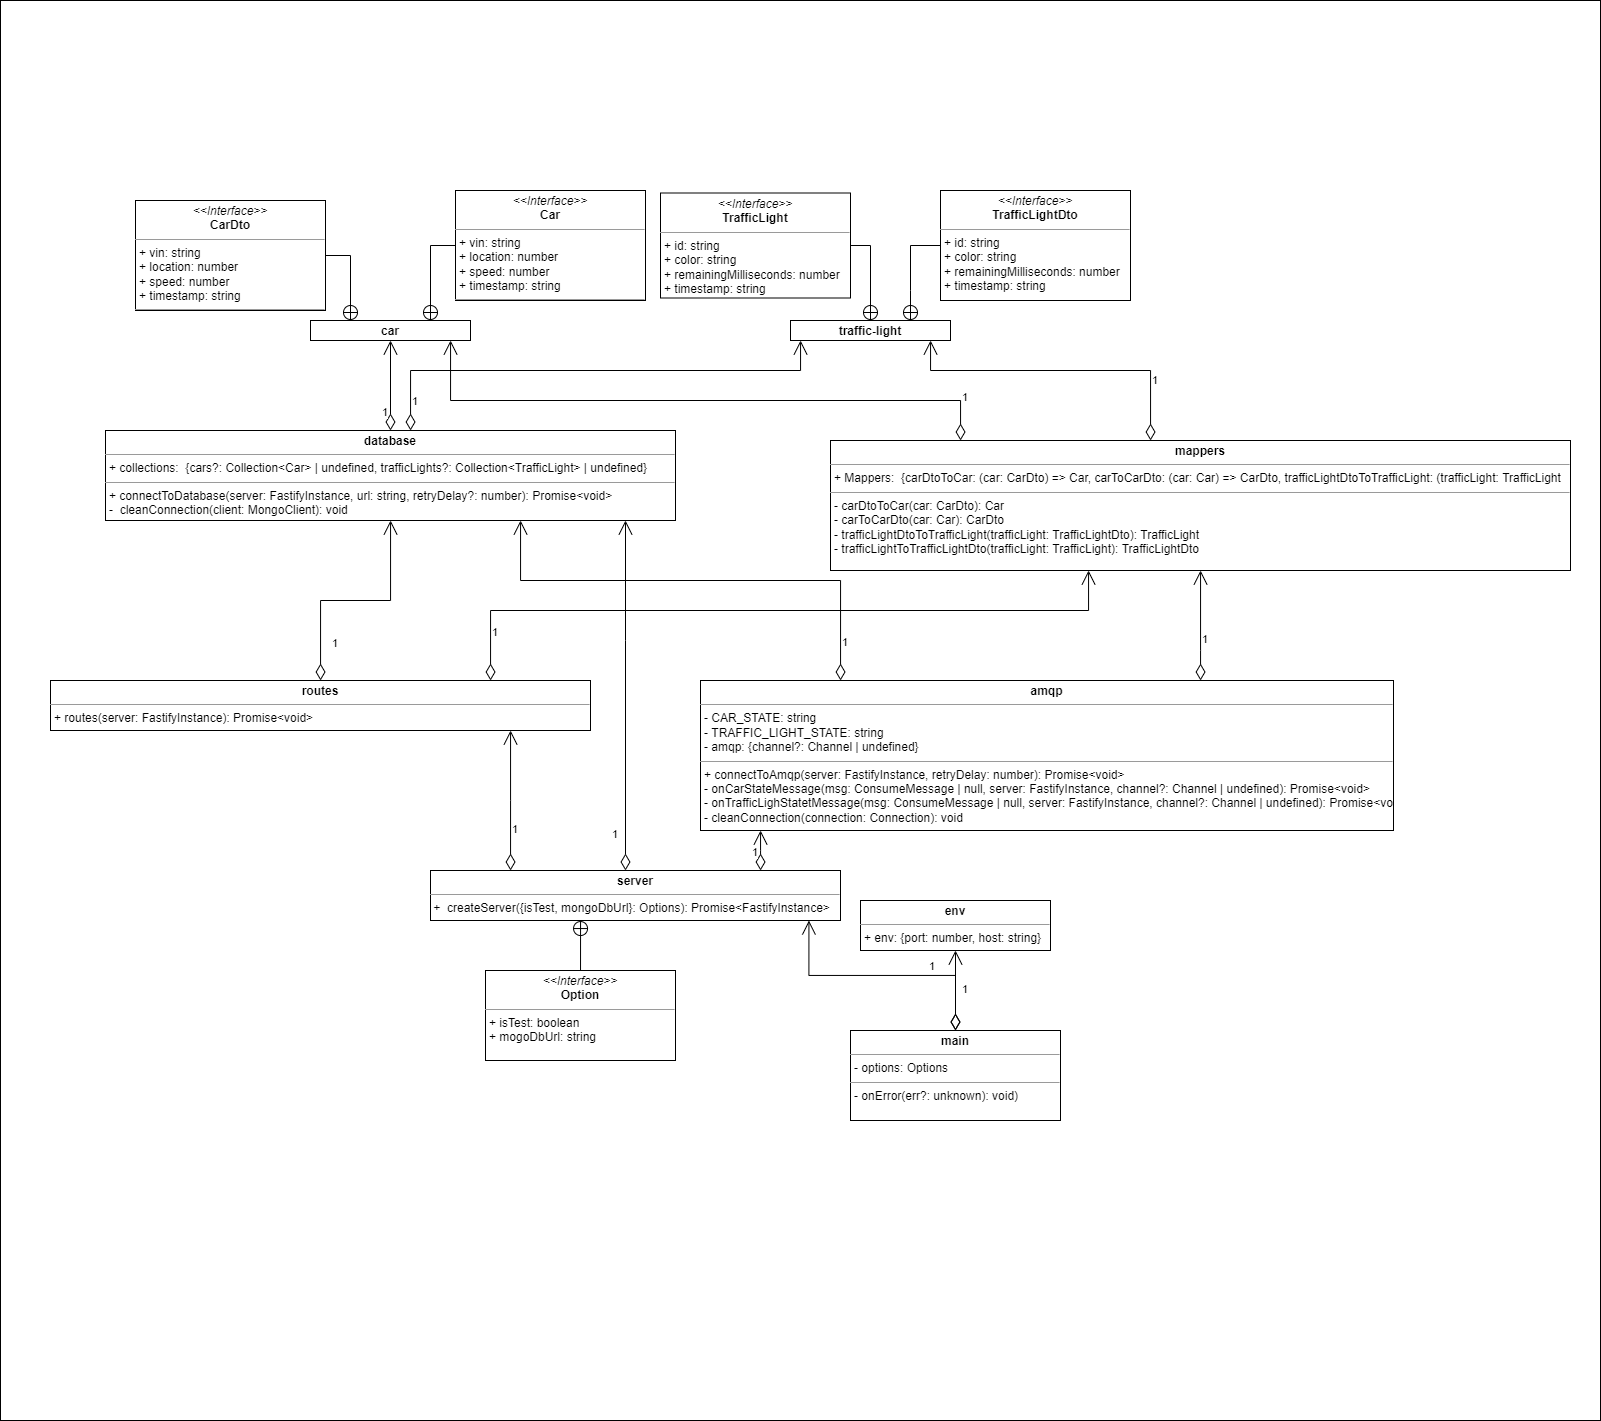 <<Interface>>
CarDto
+ vin: string
+ location: number
+ speed: number
+ timestamp: string
<<Interface>>
Car
+ vin: string
+ location: number
+ speed: number
+ timestamp: string
<<Interface>>
TrafficLight
+ id: string
+ color: string
+ remainingMilliseconds: number
+ timestamp: string
<<Interface>>
TrafficLightDto
+ id: string
+ color: string
+ remainingMilliseconds: number
+ timestamp: string
car
traffic-light
1
1
1
1
database
+ collections:  {cars?: Collection<Car> | undefined, trafficLights?: Collection<TrafficLight> | undefined}
+ connectToDatabase(server: FastifyInstance, url: string, retryDelay?: number): Promise<void>
-  cleanConnection(client: MongoClient): void
mappers
+ Mappers:  {carDtoToCar: (car: CarDto) => Car, carToCarDto: (car: Car) => CarDto, trafficLightDtoToTrafficLight: (trafficLight: TrafficLight
- carDtoToCar(car: CarDto): Car
- carToCarDto(car: Car): CarDto
- trafficLightDtoToTrafficLight(trafficLight: TrafficLightDto): TrafficLight
- trafficLightToTrafficLightDto(trafficLight: TrafficLight): TrafficLightDto
1
1
1
1
routes
+ routes(server: FastifyInstance): Promise<void>
amqp
- CAR_STATE: string
- TRAFFIC_LIGHT_STATE: string
- amqp: {channel?: Channel | undefined}
+ connectToAmqp(server: FastifyInstance, retryDelay: number): Promise<void>
- onCarStateMessage(msg: ConsumeMessage | null, server: FastifyInstance, channel?: Channel | undefined): Promise<void>
- onTrafficLighStatetMessage(msg: ConsumeMessage | null, server: FastifyInstance, channel?: Channel | undefined): Promise<vo
- cleanConnection(connection: Connection): void
1
1
1
server
+  createServer({isTest, mongoDbUrl}: Options): Promise<FastifyInstance>
env
+ env: {port: number, host: string}
1
1
<<Interface>>
Option
+ isTest: boolean
+ mogoDbUrl: string
main
- options: Options
- onError(err?: unknown): void)